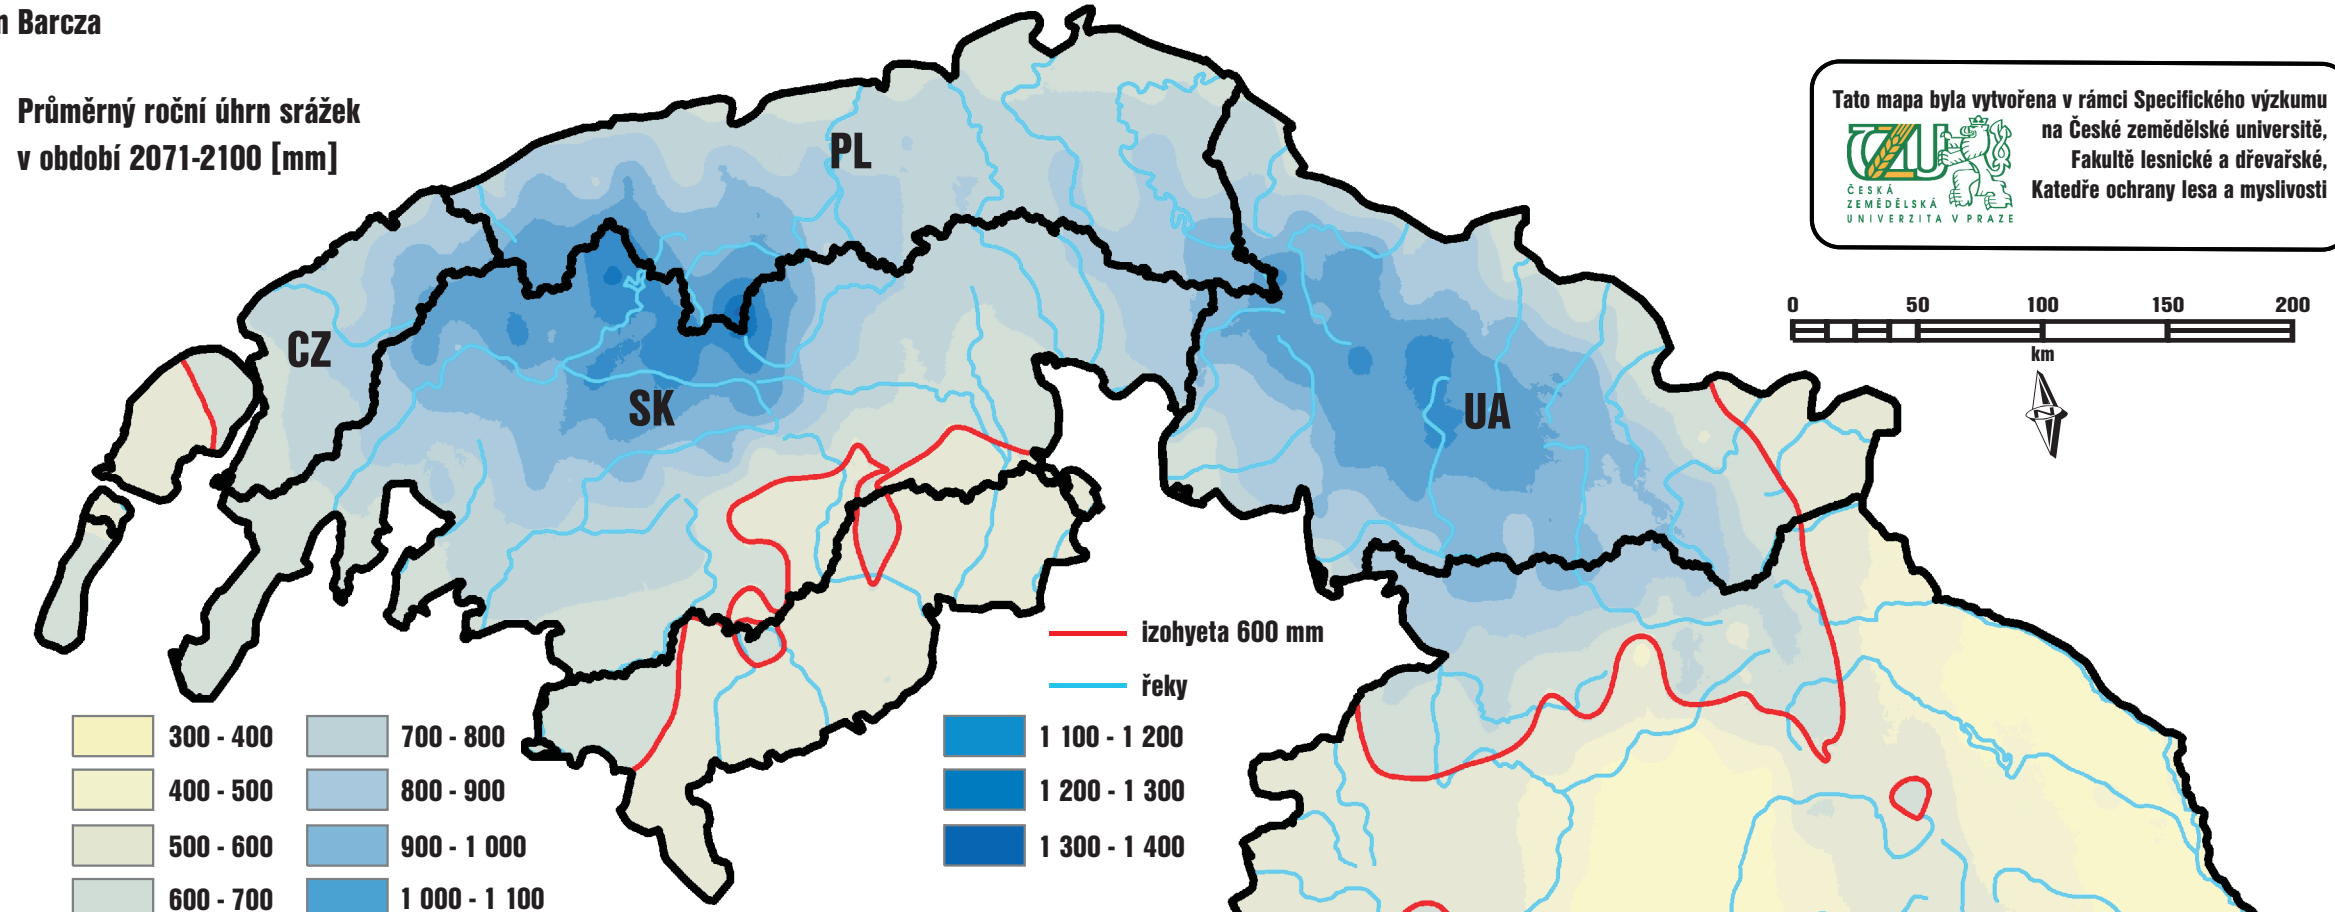 Barcza
Průměrný roční úhrn srážek
v období 2071-2100 [mm]
Tato mapa byla vytvořena v rámci Specifického výzkumu
na České zemědělské universitě,
Fakultě lesnické a dřevařské,
Katedře ochrany lesa a myslivosti
ČZU
ČESKÁ
ZEMĚDĚLSKÁ
UNIVERZITA V PRAZE
0 50 100 150 200
km
PL
CZ
SK
UA
izohyeta 600 mm
řeky
300 - 400
400 - 500
500 - 600
600 - 700
700 - 800
800 - 900
900 - 1 000
1 000 - 1 100
1 100 - 1 200
1 200 - 1 300
1 300 - 1 400